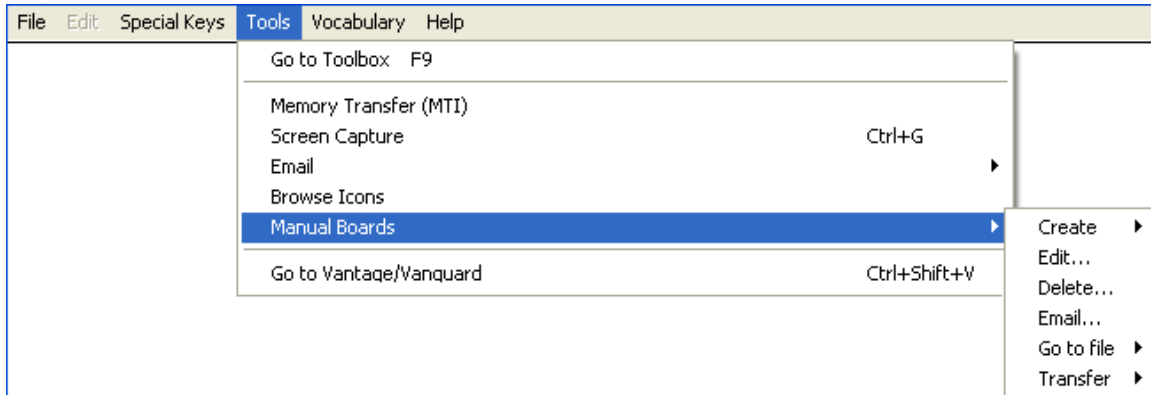 File Edit Special Keys Tools Vocabulary Help
Go to Toolbox F9
Memory Transfer (MTI)
Screen Capture Ctrl+G
Email
Browse Icons
Manual Boards
Go to Vantage/Vanguard Ctrl+Shift+V
Create
Edit...
Delete...
Email...
Go to file
Transfer